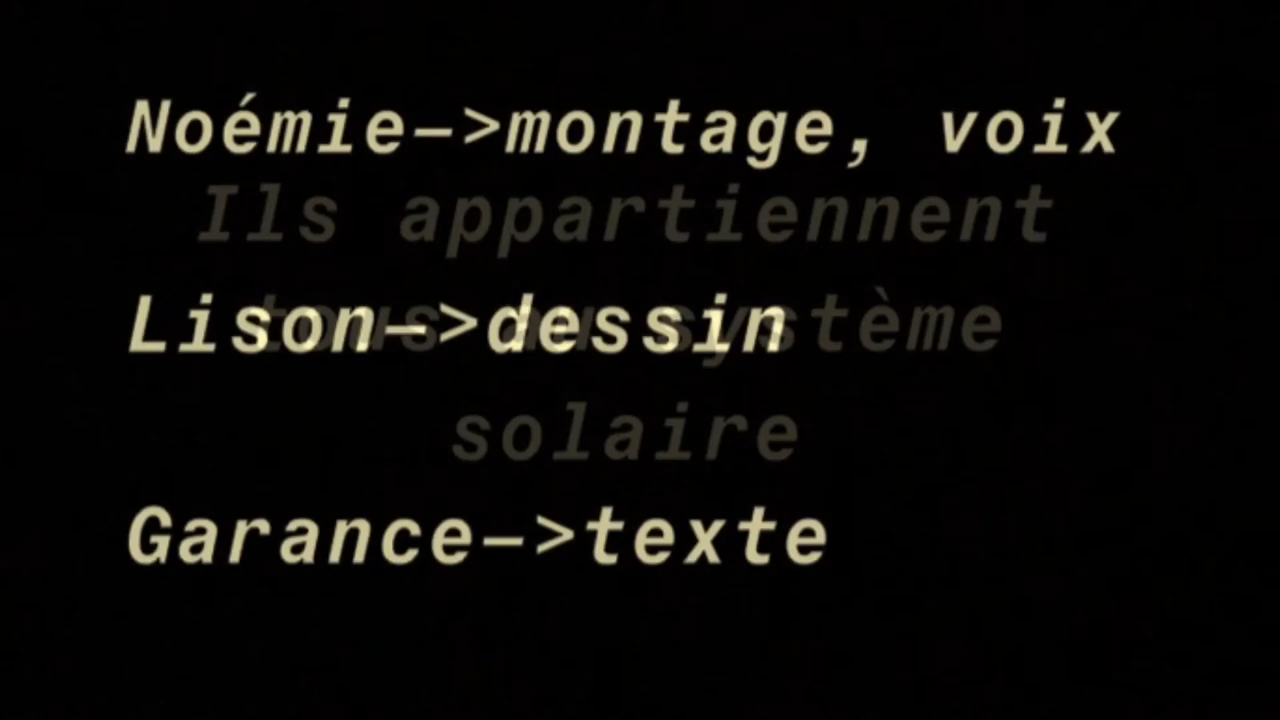 Noémie->montage, voix
Ils appartiennent
tous au système
Lison->dessin
solaire
Garance->texte